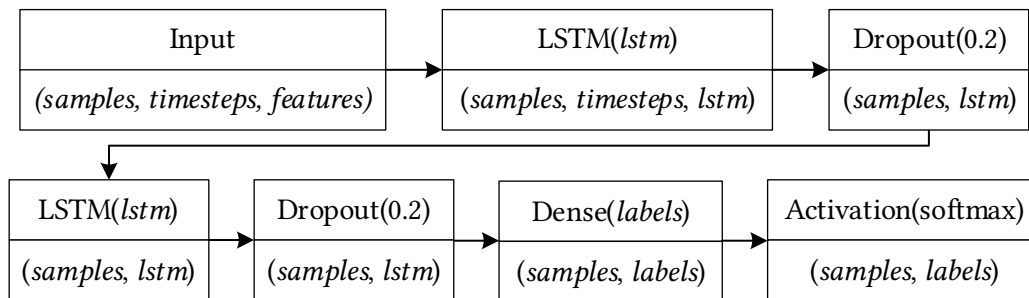 Input
(samples, timesteps, features)
LSTM(lstm)
(samples, timesteps, lstm)
Dropout(0.2)
(samples, lstm)
LSTM(lstm)
(samples, lstm)
Dropout(0.2)
(samples, lstm)
Dense(labels)
(samples, labels)
Activation(softmax)
(samples, labels)